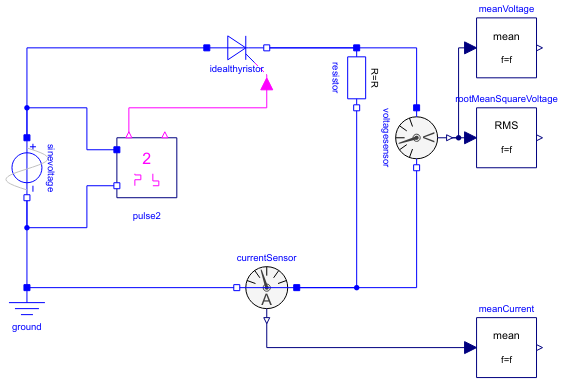 meanVoltage
mean
f=f
idealthyristor
resistor
R=R
rootMeanSquareVoltage
RMS
f=f
voltagesensor
+
sinevoltage
−
2
pulse2
currentSensor
A
ground
meanCurrent
mean
f=f